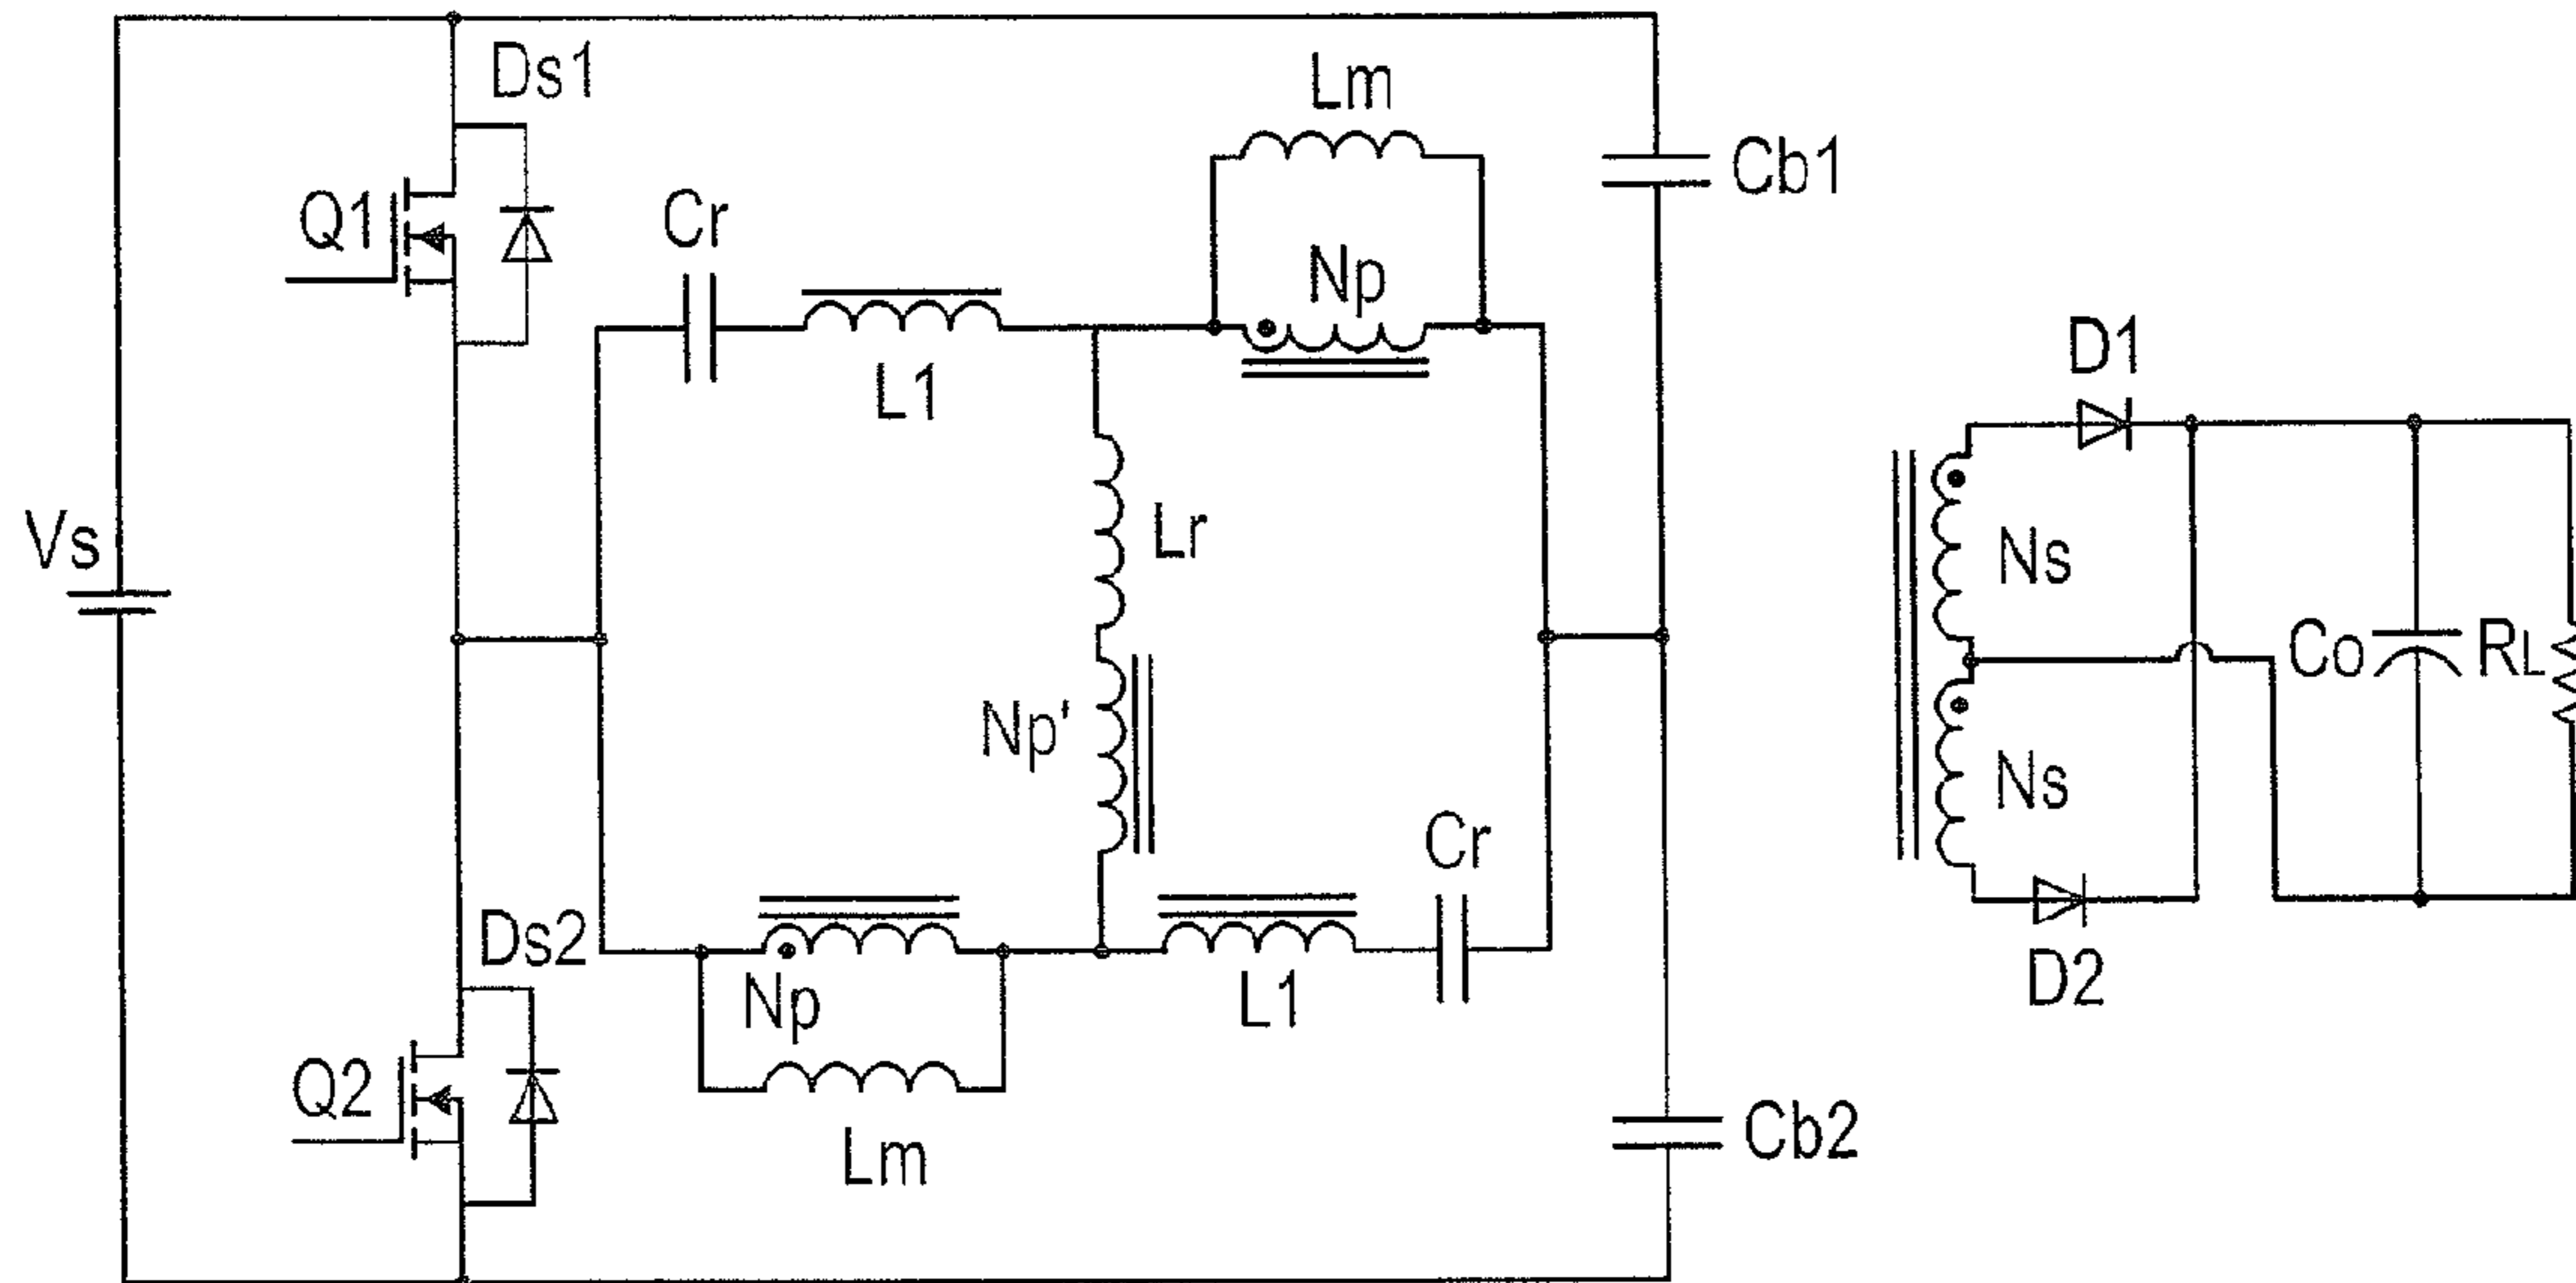 Ds1
Lm
Cb1
Q1
Cr
Np
L1
D1
Vs
Lr
Ns
Co
RL
Np'
Ns
Cr
Ds2
Np
L1
D2
Q2
Lm
Cb2